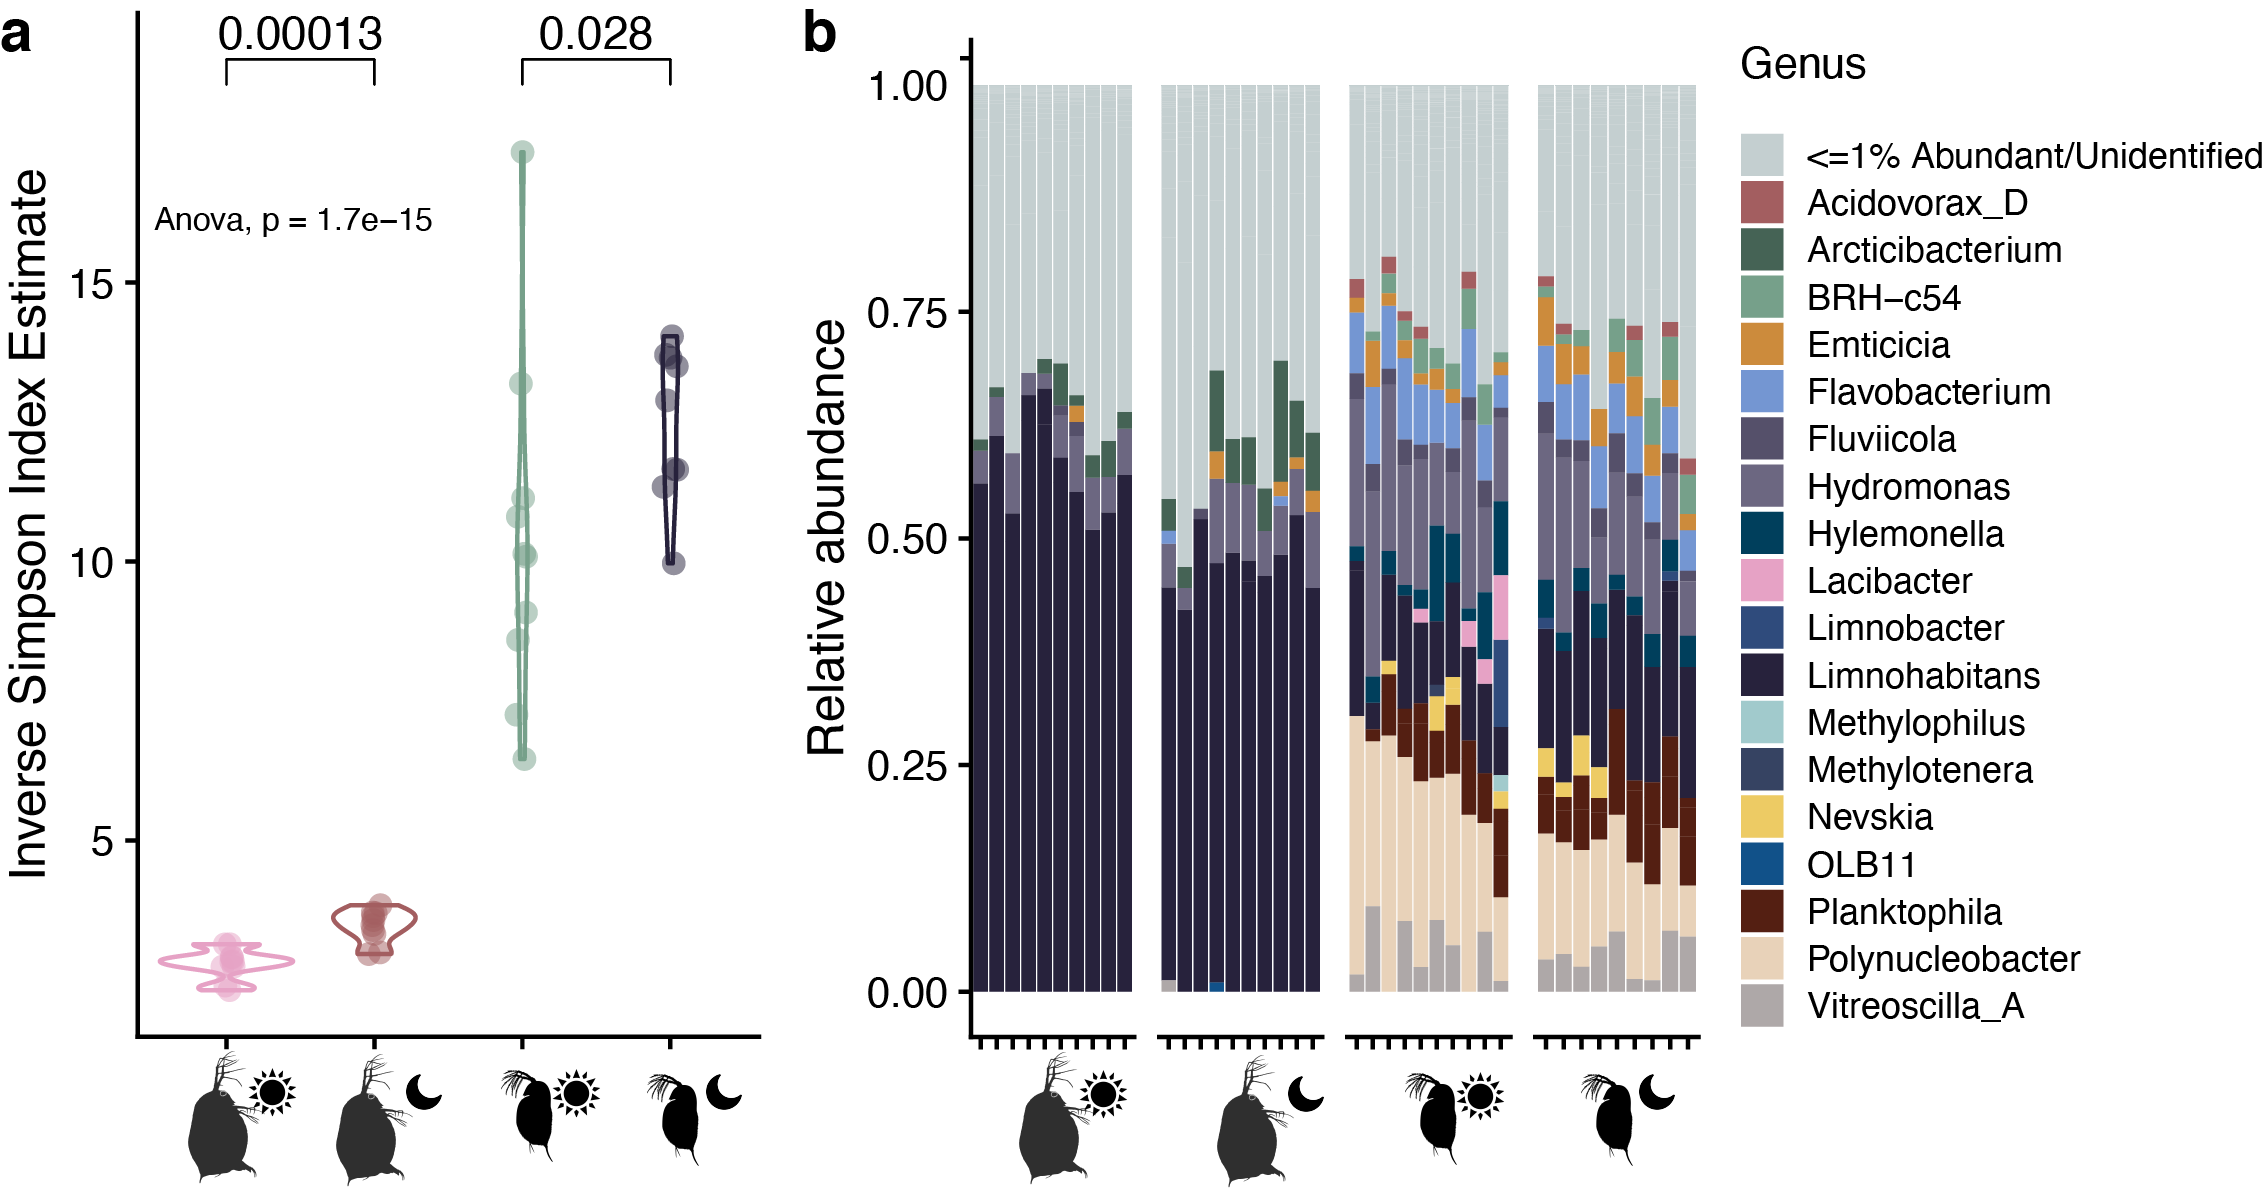 a
0.00013
0.028
Anova, p = 1.7e−15
Inverse Simpson Index Estimate
15
10
5
b
Relative abundance
1.00
0.75
0.50
0.25
0.00
Genus
<=1% Abundant/Unidentified
Acidovorax_D
Arcticibacterium
BRH−c54
Emticicia
Flavobacterium
Fluviicola
Hydromonas
Hylemonella
Lacibacter
Limnobacter
Limnohabitans
Methylophilus
Methylotenera
Nevskia
OLB11
Planktophila
Polynucleobacter
Vitreoscilla_A